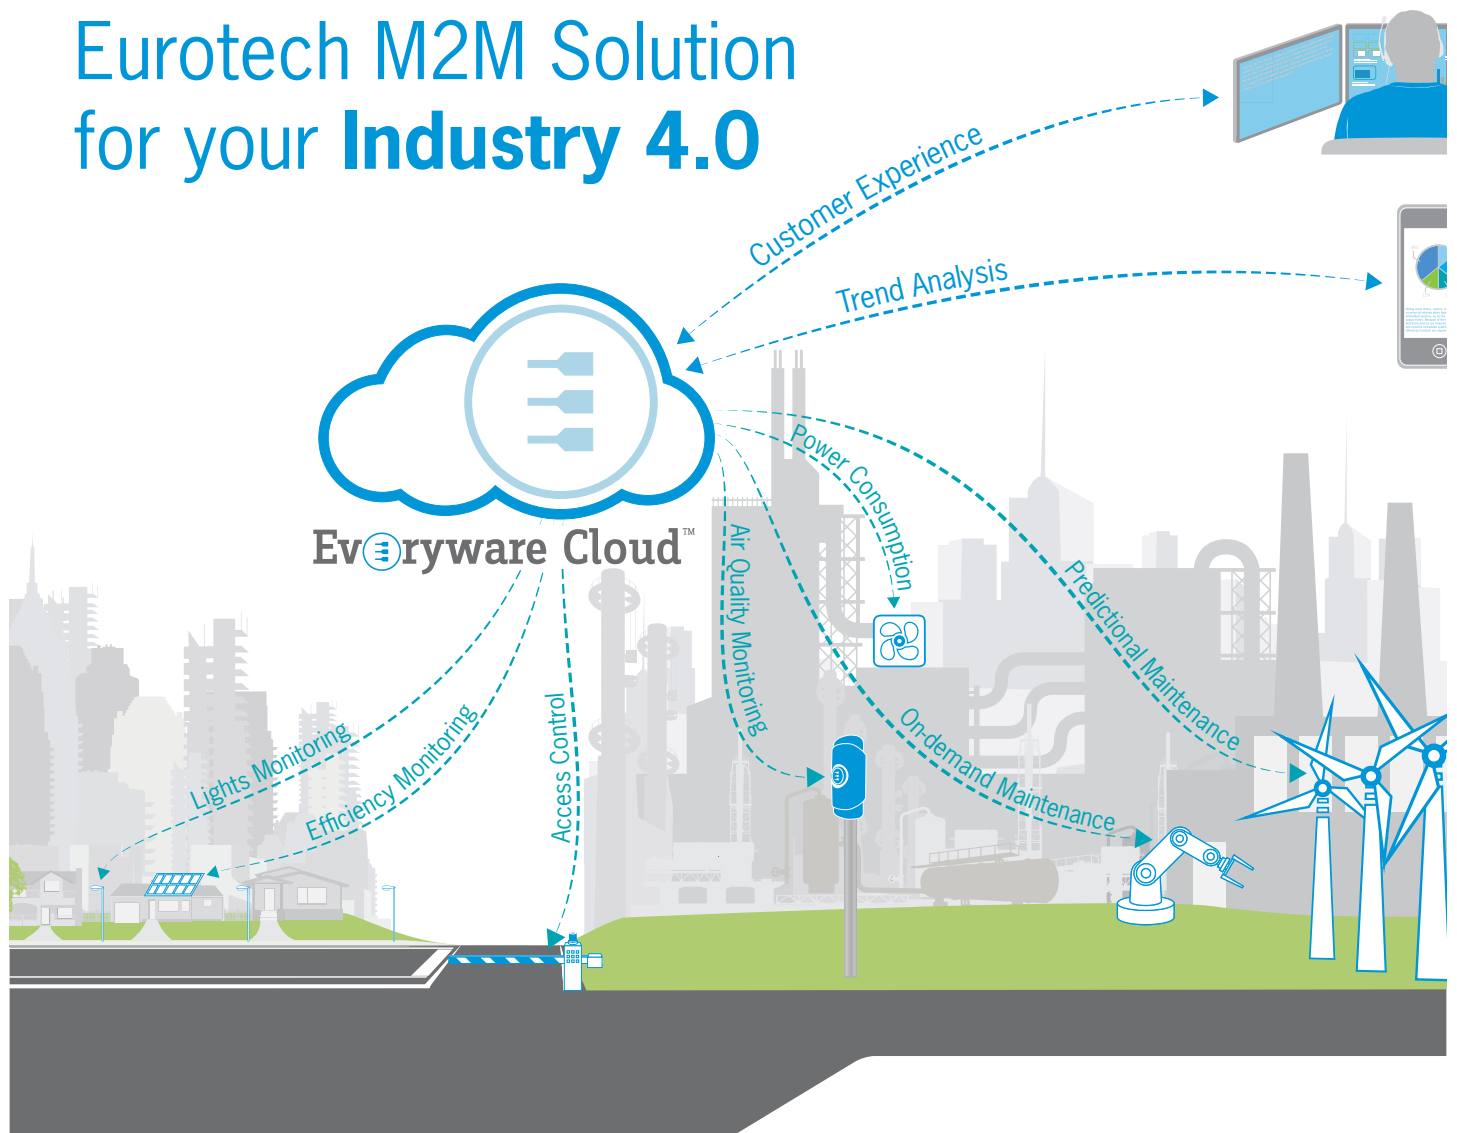 Eurotech M2M Solution
for your Industry 4.0
Customer Experience
Trend Analysis
Everyware Cloud™
Power Consumption
Air Quality Monitoring
Predictional Maintenance
On-demand Maintenance
Lights Monitoring
Efficiency Monitoring
Access Control